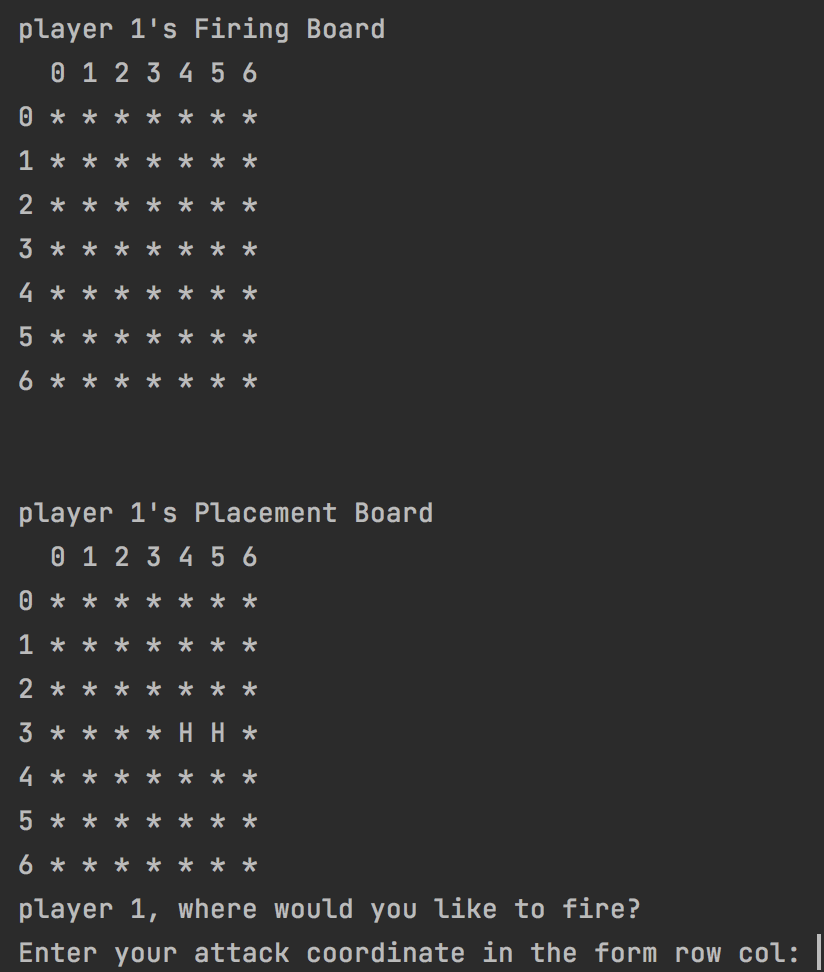 player 1's Firing Board
  0 1 2 3 4 5 6
0 * * * * * * *
1 * * * * * * *
2 * * * * * * *
3 * * * * * * *
4 * * * * * * *
5 * * * * * * *
6 * * * * * * *
player 1's Placement Board
  0 1 2 3 4 5 6
0 * * * * * * *
1 * * * * * * *
2 * * * * * * *
3 * * * * H H *
4 * * * * * * *
5 * * * * * * *
6 * * * * * * *
player 1, where would you like to fire?
Enter your attack coordinate in the form row col: